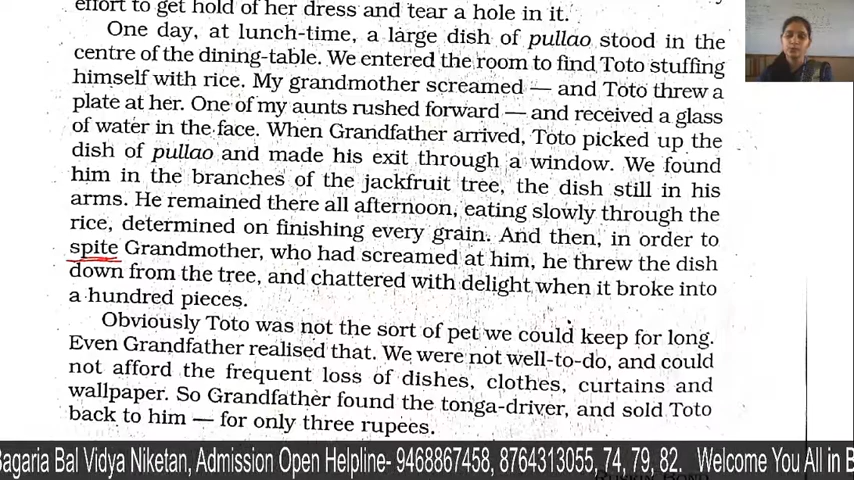 effort to get hold of her dress and tear a hole in it.
One day, at lunch-time, a large dish of pullao stood in the
centre of the dining-table. We entered the room to find Toto stuffing
himself with rice. My grandmother screamed — and Toto threw a
plate at her. One of my aunts rushed forward — and received a glass
of water in the face. When Grandfather arrived, Toto picked up the
dish of pullao and made his exit through a window. We found
him in the branches of the jackfruit tree, the dish still in his
arms. He remained there all afternoon, eating slowly through the
rice, determined on finishing every grain. And then, in order to
spite Grandmother, who had screamed at him, he threw the dish
down from the tree, and chattered with delight when it broke into
a hundred pieces.
Obviously Toto was not the sort of pet we could keep for long.
Even Grandfather realised that. We were not well-to-do, and could
not afford the frequent loss of dishes, clothes, curtains and
wallpaper. So Grandfather found the tonga-driver, and sold Toto
back to him — for only three rupees.
Bagaria Bal Vidya Niketan, Admission Open Helpline- 9468867458, 8764313055, 74, 79, 82. Welcome You All in B